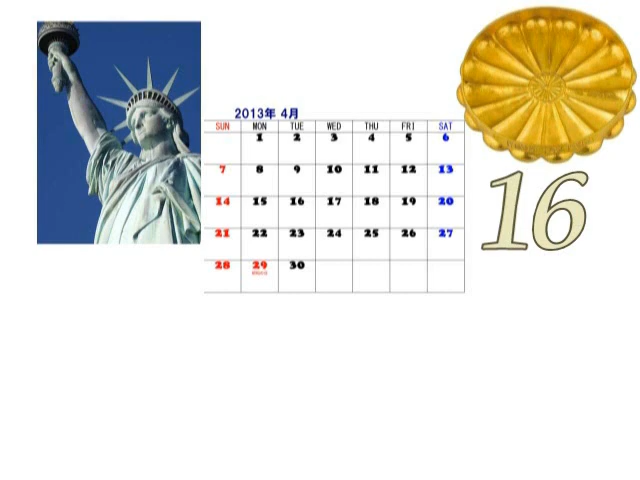 2013年 4月
SUN MON TUE WED THU FRI SAT
1 2 3 4 5 6
7 8 9 10 11 12 13
14 15 16 17 18 19 20
21 22 23 24 25 26 27
28 29 30
16